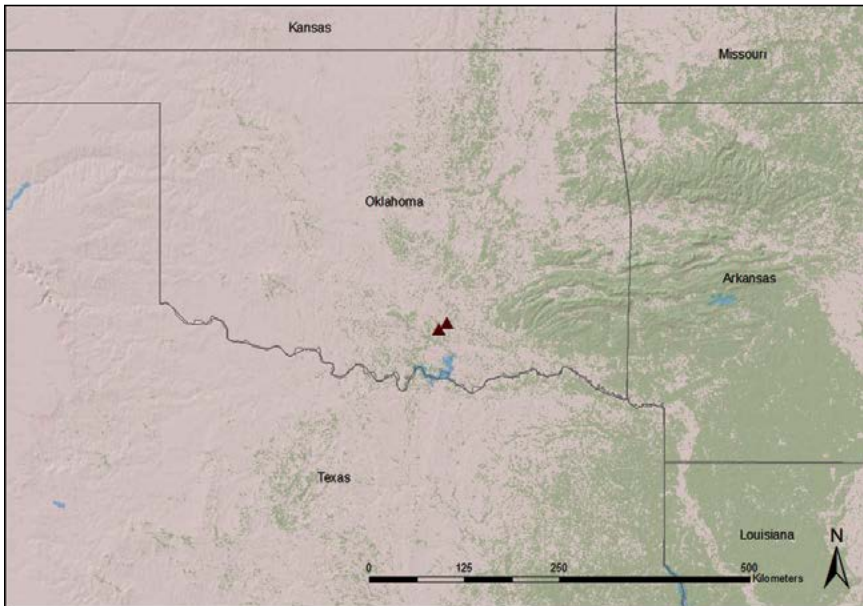 Kansas
Missouri
Oklahoma
Arkansas
Texas
Louisiana
N
0 125 250 500
Kilometers